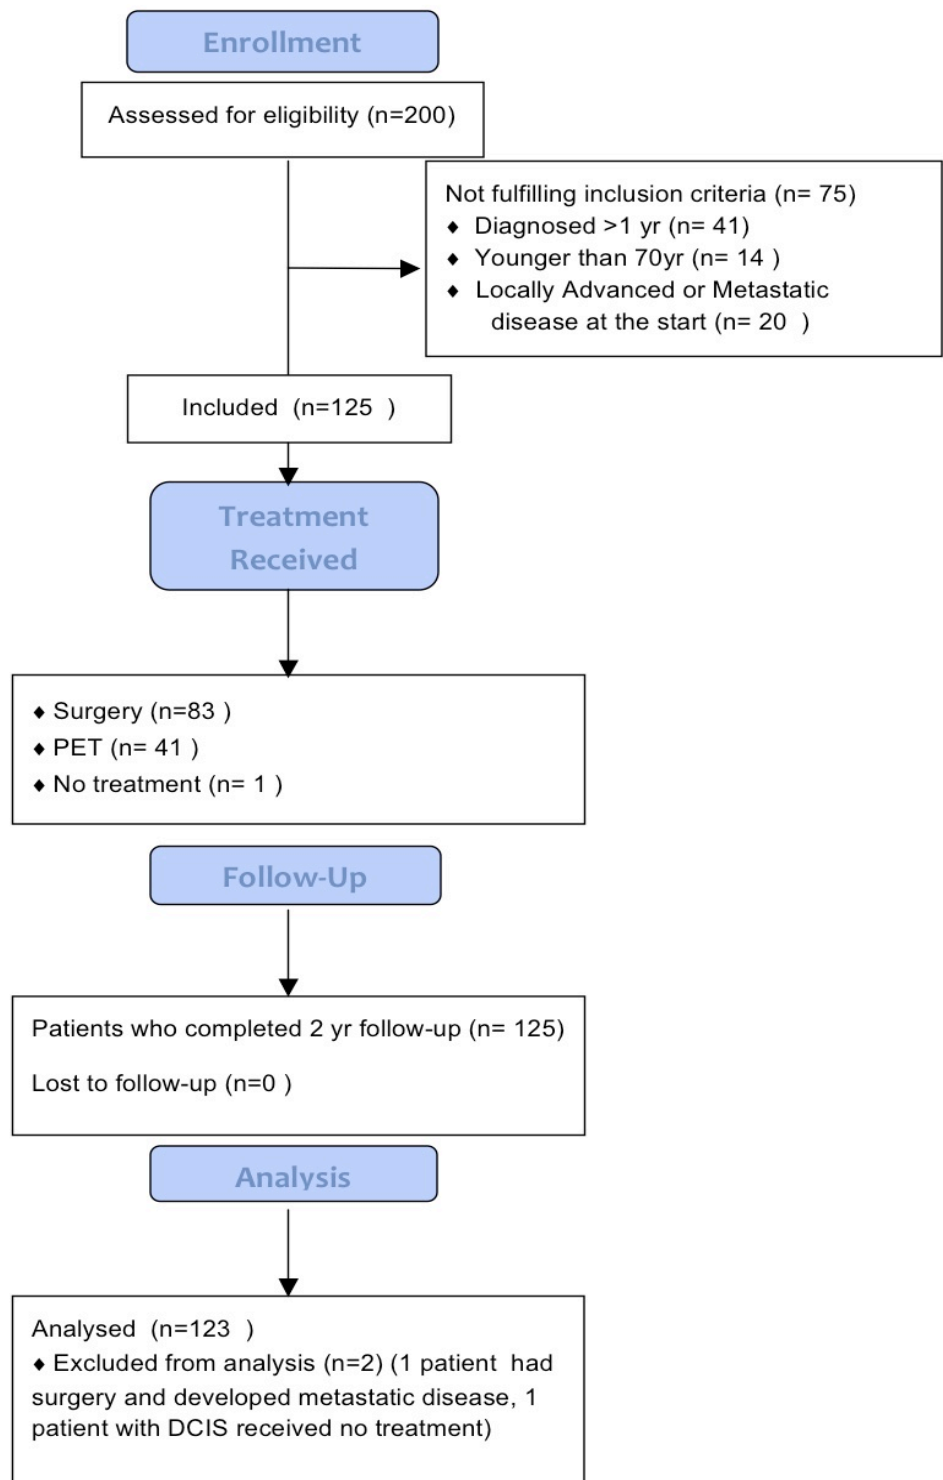 Enrollment
Assessed for eligibility (n=200)
Not fulfilling inclusion criteria (n= 75)
♦ Diagnosed >1 yr (n= 41)
♦ Younger than 70yr (n= 14 )
♦ Locally Advanced or Metastatic
disease at the start (n= 20 )
Included (n=125 )
Treatment
Received
♦ Surgery (n=83 )
♦ PET (n= 41 )
♦ No treatment (n= 1 )
Follow-Up
Patients who completed 2 yr follow-up (n= 125)
Lost to follow-up (n=0 )
Analysis
Analysed (n=123 )
♦ Excluded from analysis (n=2) (1 patient had
surgery and developed metastatic disease, 1
patient with DCIS received no treatment)